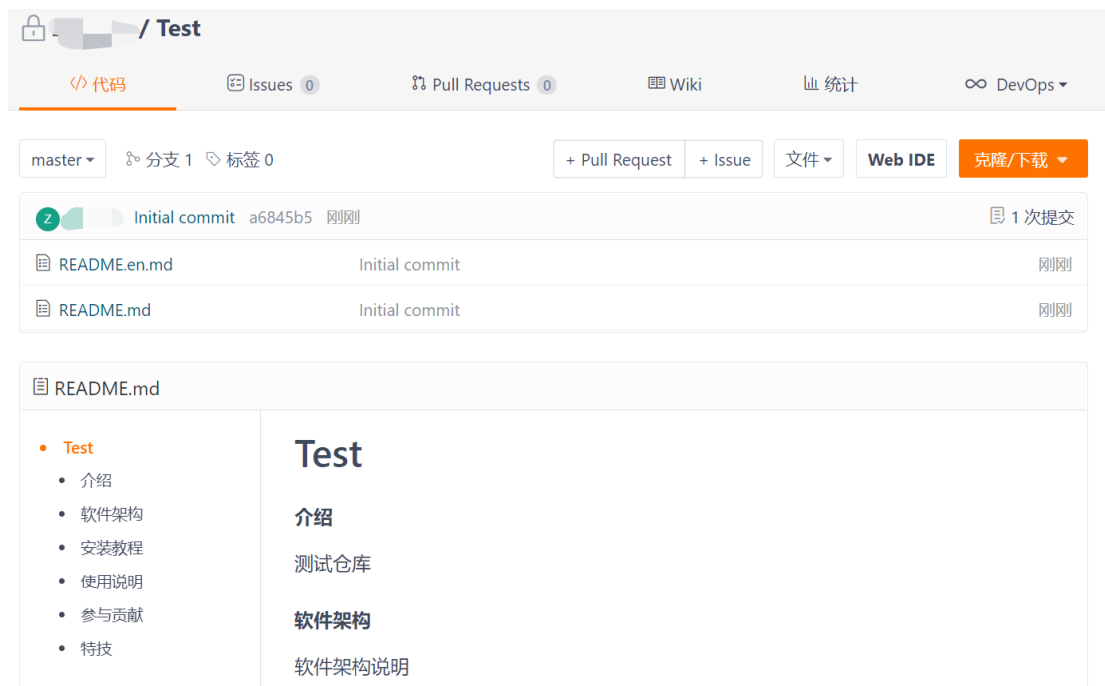 / Test
代码 Issues 0 Pull Requests 0 Wiki 统计 DevOps
master 分支 1 标签 0 + Pull Request + Issue 文件 Web IDE 克隆/下载
Z Initial commit a6845b5 刚刚 1 次提交
README.en.md Initial commit 刚刚
README.md Initial commit 刚刚
README.md
Test
介绍
软件架构
安装教程
使用说明
参与贡献
特技
Test
介绍
测试仓库
软件架构
软件架构说明